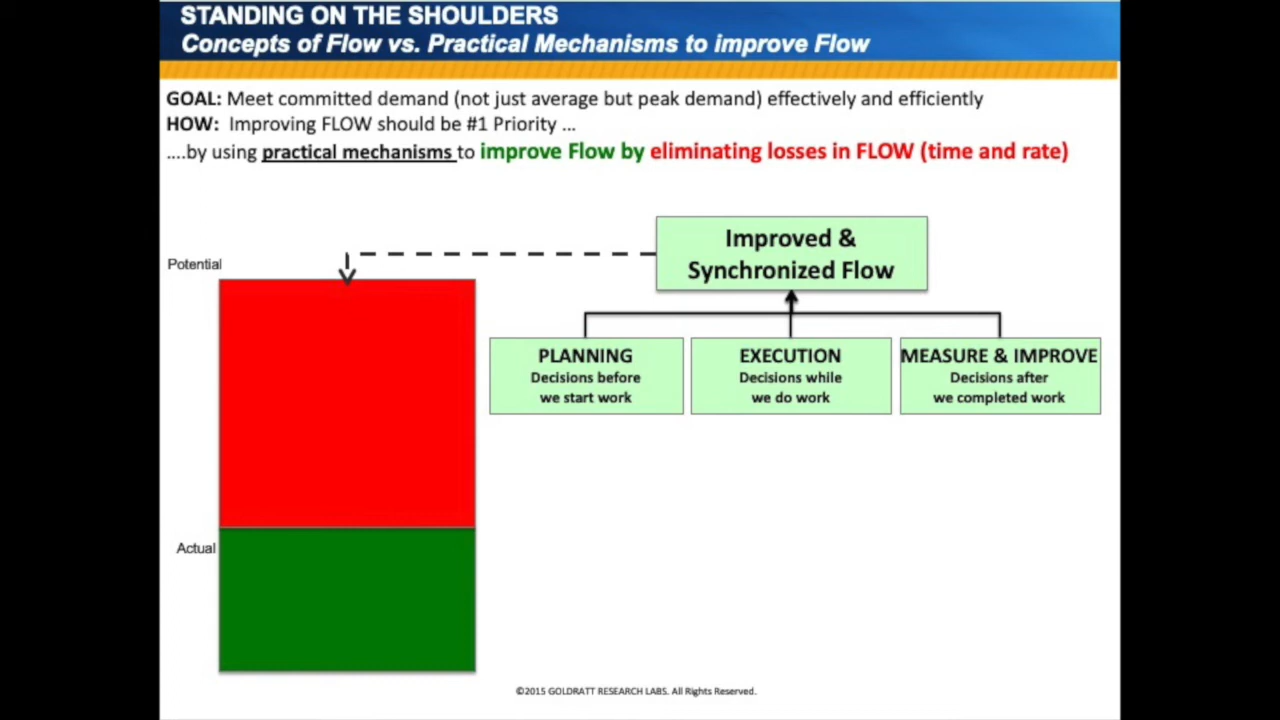 STANDING ON THE SHOULDERS
Concepts of Flow vs. Practical Mechanisms to improve Flow
GOAL: Meet committed demand (not just average but peak demand) effectively and efficiently
HOW: Improving FLOW should be #1 Priority ...
....by using practical mechanisms to improve Flow by eliminating losses in FLOW (time and rate)
Improved &
Synchronized Flow
Potential
PLANNING
Decisions before
we start work
EXECUTION
Decisions while
we do work
MEASURE & IMPROVE
Decisions after
we completed work
Actual
©2015 GOLDRATT RESEARCH LABS. All Rights Reserved.